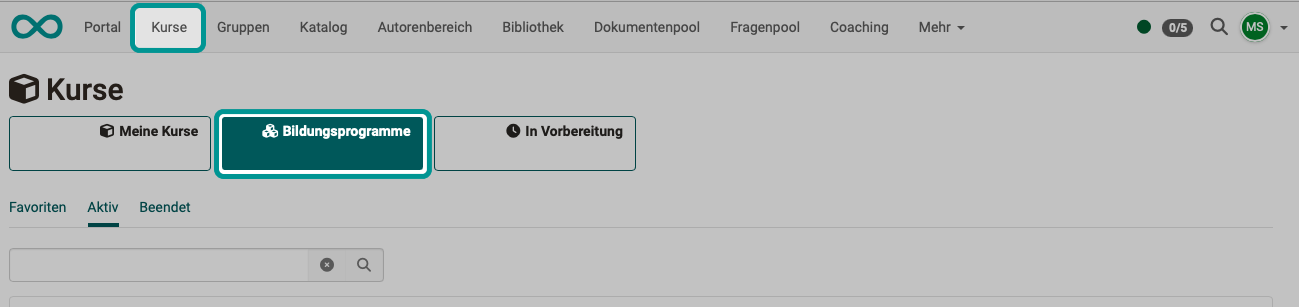 Portal Kurse Gruppen Katalog Autorenbereich Bibliothek Dokumentenpool Fragenpool Coaching Mehr 0/5 MS
Kurse
Meine Kurse Bildungsprogramme In Vorbereitung
Favoriten Aktiv Beendet